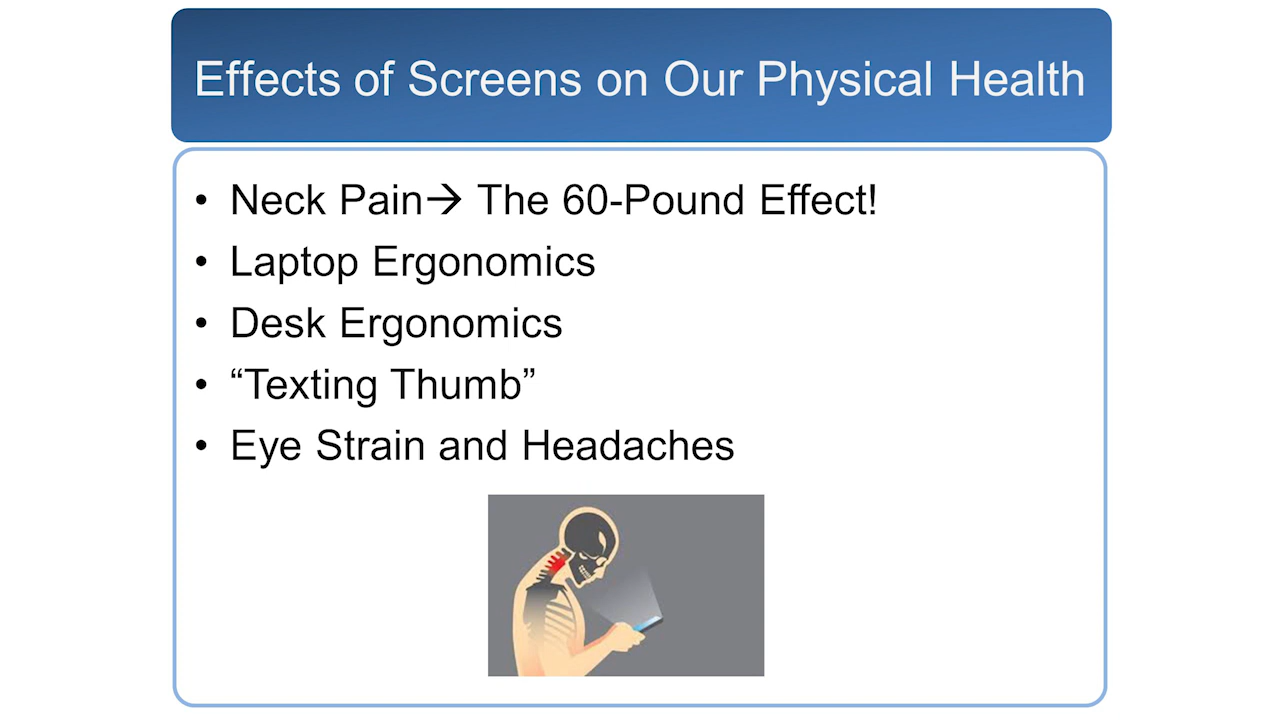 Effects of Screens on Our Physical Health
• Neck Pain→ The 60-Pound Effect!
• Laptop Ergonomics
• Desk Ergonomics
• “Texting Thumb”
• Eye Strain and Headaches